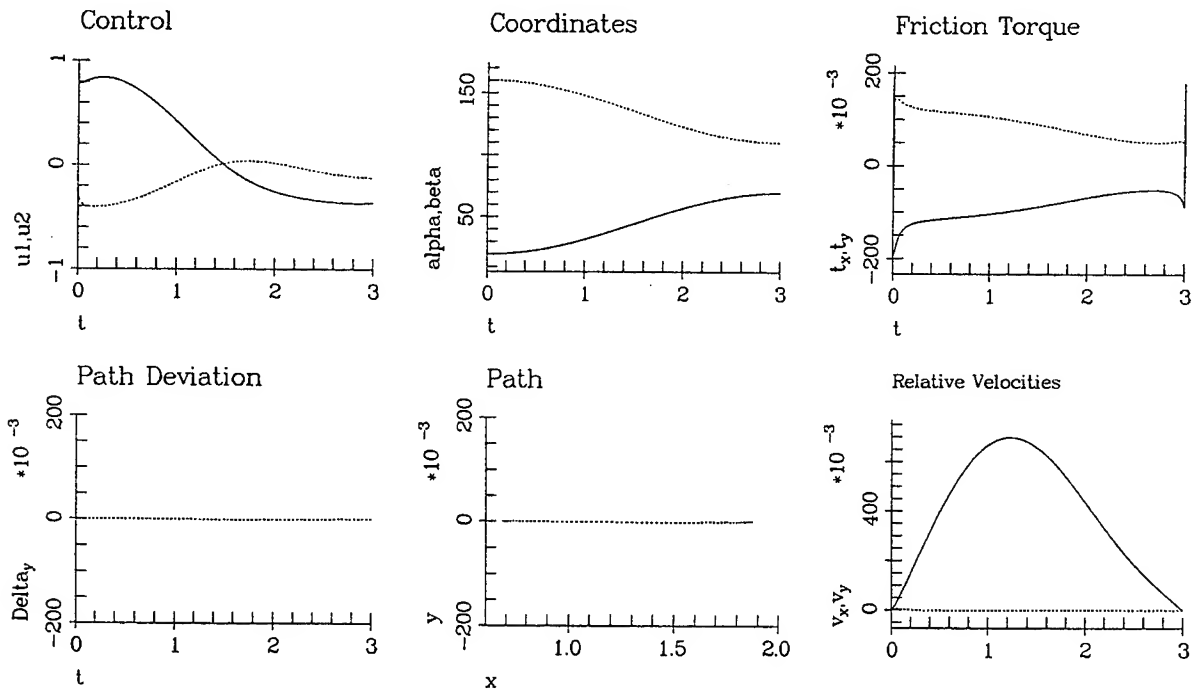 Control
1
0
-1
u1,u2
0 1 2 3
t
Coordinates
150
50
alpha,beta
0 1 2 3
t
Friction Torque
*10 -3
200
0
-200
t_x,t_y
0 1 2 3
t
Path Deviation
*10 -3
200
0
-200
Delta_y
0 1 2 3
t
Path
*10 -3
200
0
-200
y
1.0 1.5 2.0
x
Relative Velocities
*10 -3
400
0
v_x,v_y
0 1 2 3